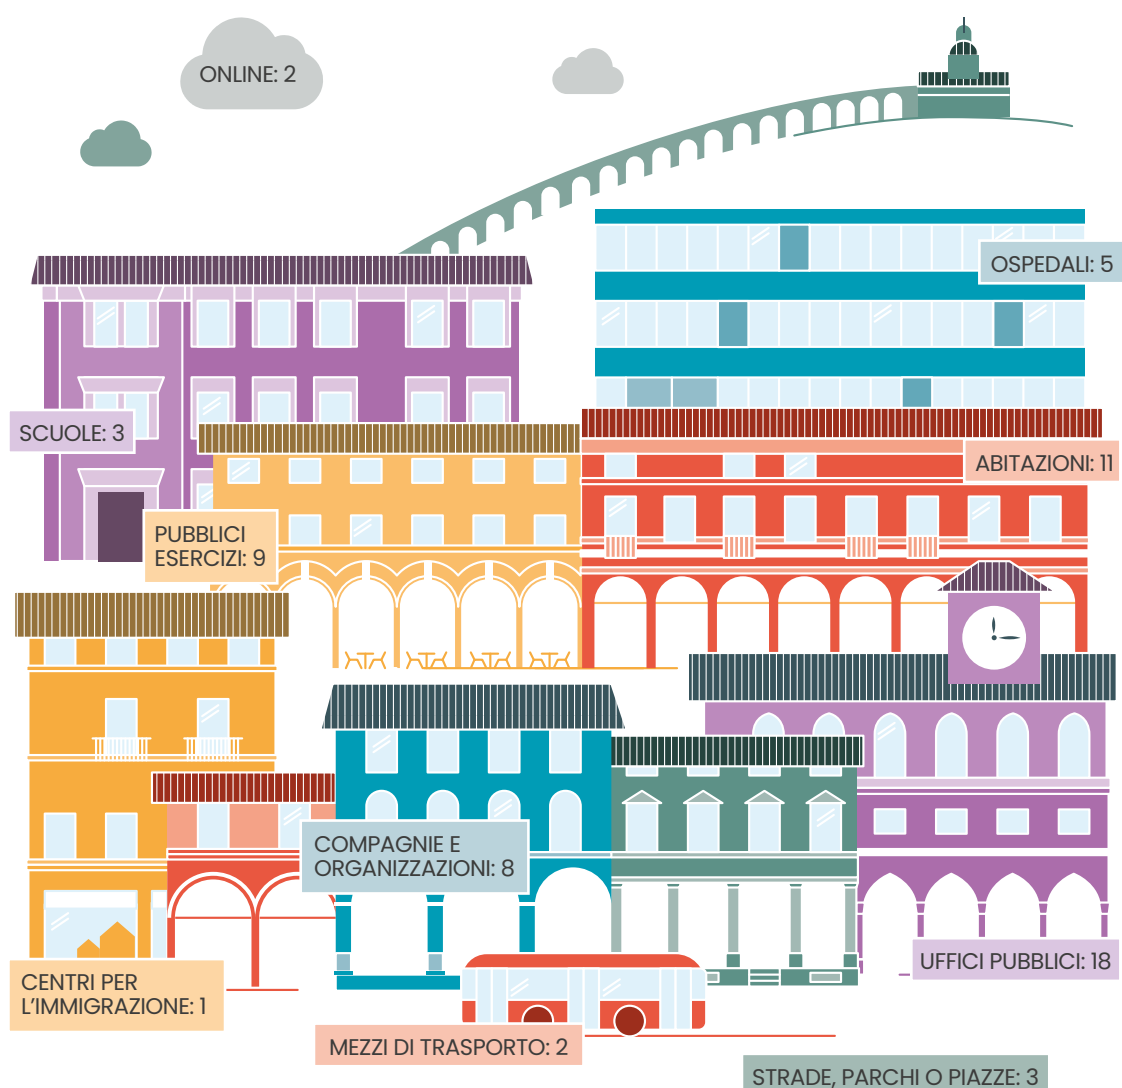 ONLINE: 2
OSPEDALI: 5
SCUOLE: 3
ABITAZIONI: 11
PUBBLICI
ESERCIZI: 9
COMPAGNIE E
ORGANIZZAZIONI: 8
UFFICI PUBBLICI: 18
CENTRI PER
L'IMMIGRAZIONE: 1
MEZZI DI TRASPORTO: 2
STRADE, PARCHI O PIAZZE: 3